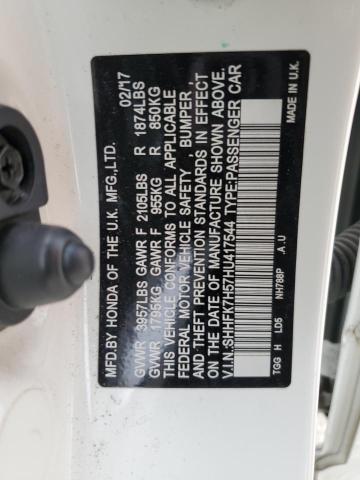 MFD.BY HONDA OF THE U.K. MFG.,LTD. 02/17
GVWR 3957LBS GAWR F 2105LBS R 1874LBS
GVWR 1795KG GAWR F 955KG R 850KG
THIS VEHICLE CONFORMS TO ALL APPLICABLE
FEDERAL MOTOR VEHICLE SAFETY , BUMPER ,
AND THEFT PREVENTION STANDARDS IN EFFECT
ON THE DATE OF MANUFACTURE SHOWN ABOVE.
V.I.N.:SHHFK7H57HU417544 TYPE:PASSENGER CAR
TGG H LD5 NH788P .A.U MADE IN U.K.